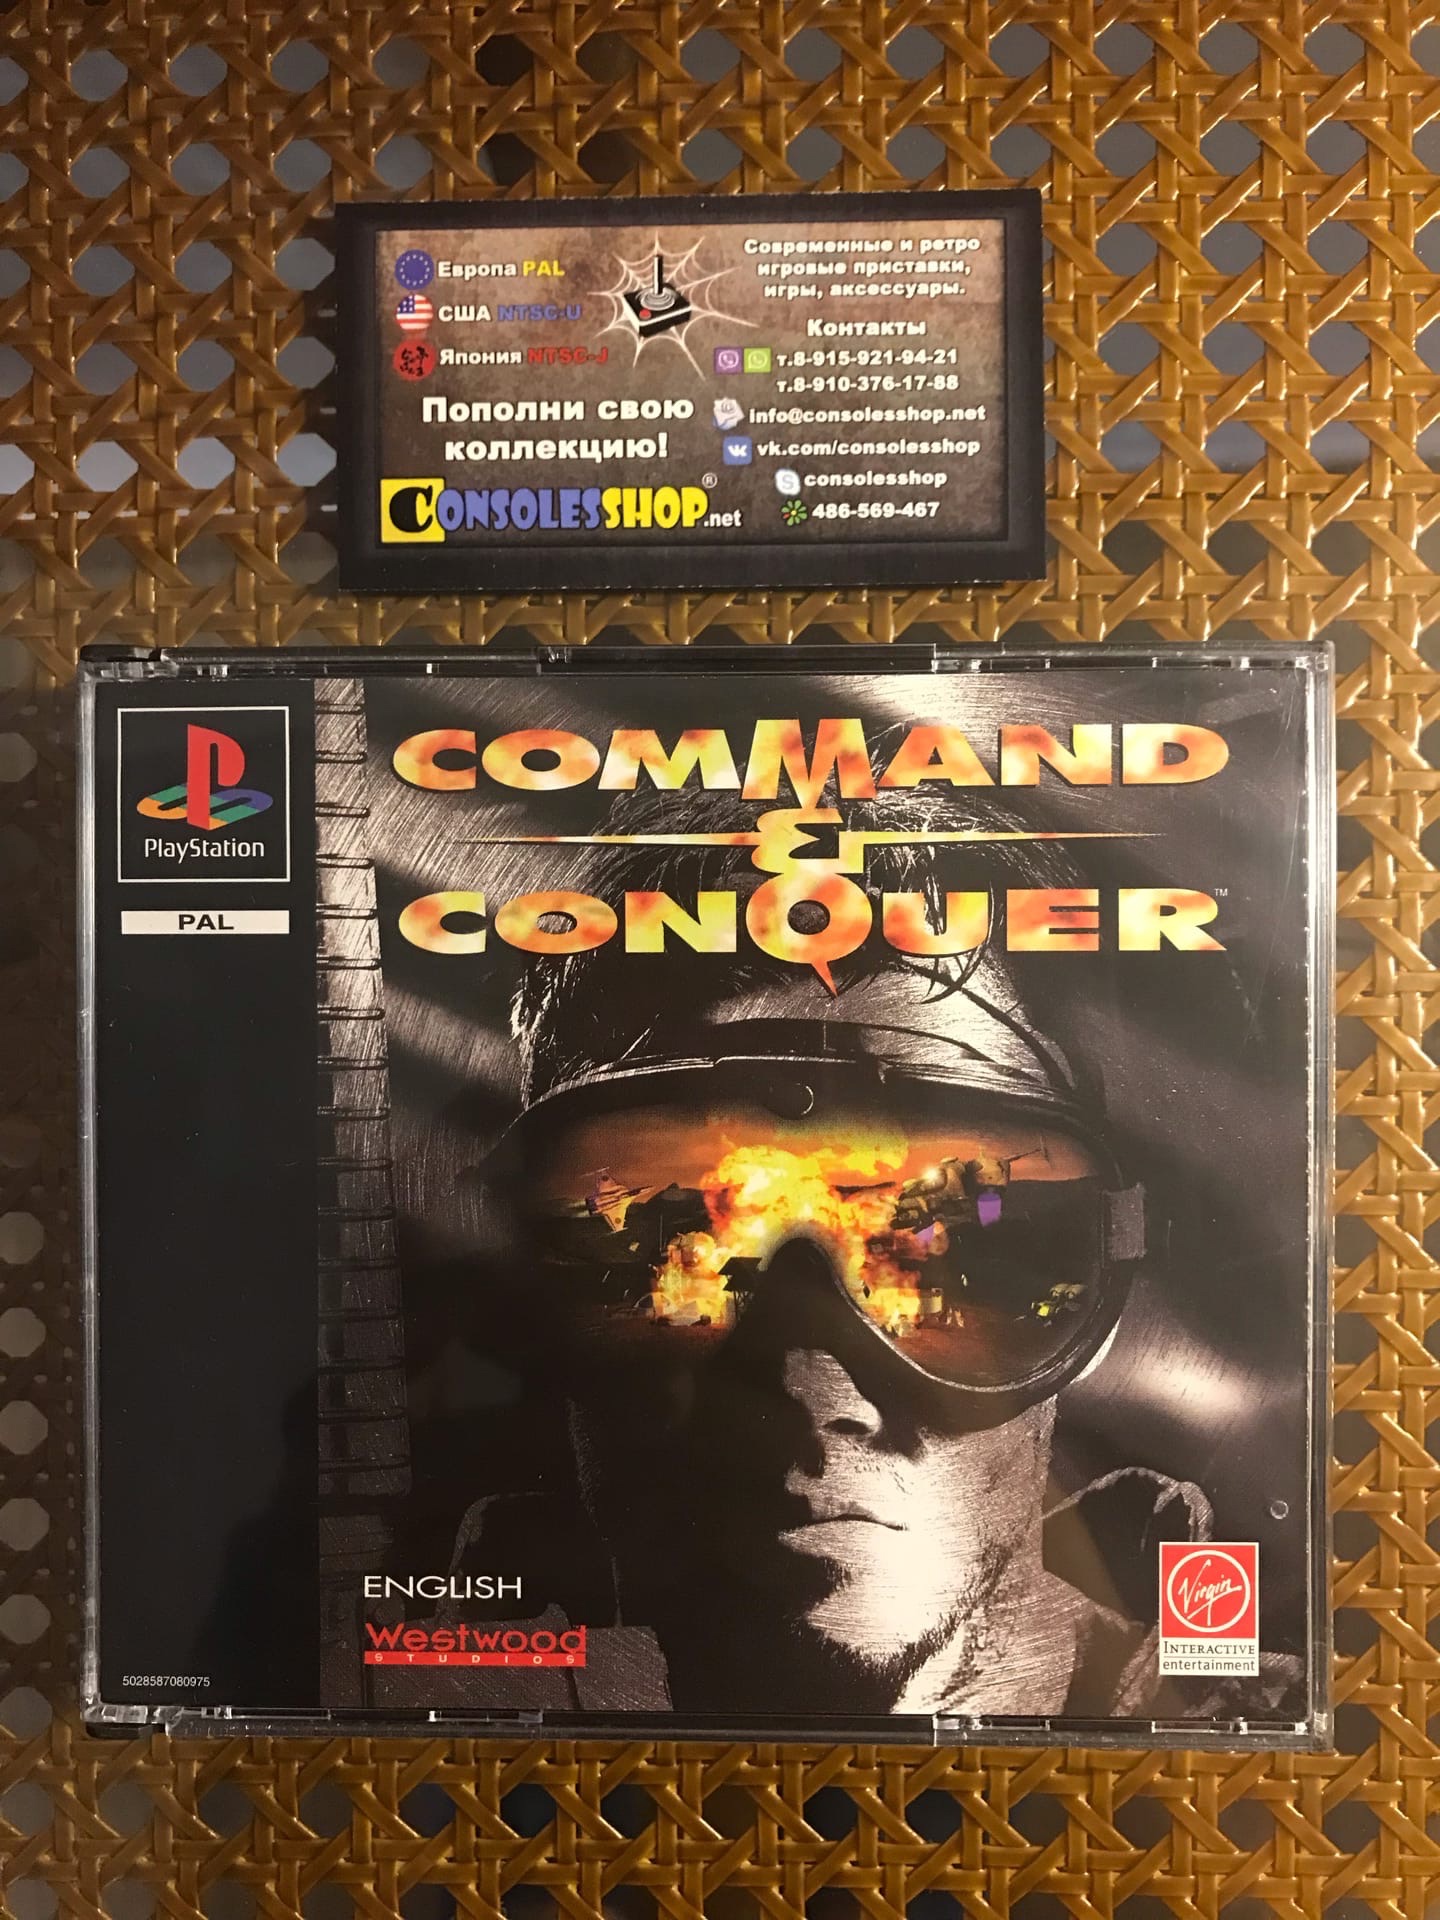 Европа PAL
США NTSC-U
Япония NTSC-J
Пополни свою
коллекцию!
CONSOLESSHOP.net®
Современные и ретро
игровые приставки,
игры, аксессуары.
Контакты
т.8-915-921-94-21
т.8-910-376-17-88
info@consolesshop.net
vk.com/consolesshop
consolesshop
486-569-467
PlayStation
PAL
COMMAND
&
CONQUER™
ENGLISH
Westwood
STUDIOS
5028587080975
Virgin
INTERACTIVE
entertainment